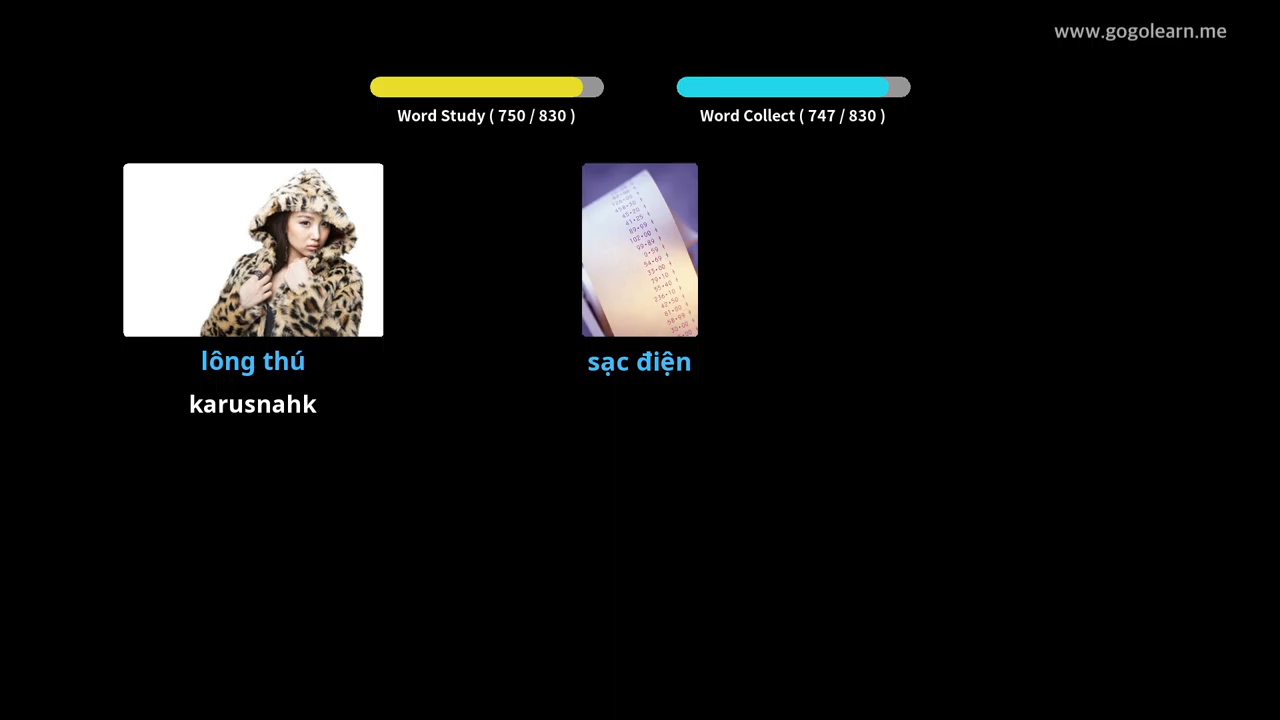 www.gogolearn.me
Word Study ( 750 / 830 )
Word Collect ( 747 / 830 )
lông thú
karusnahk
sạc điện